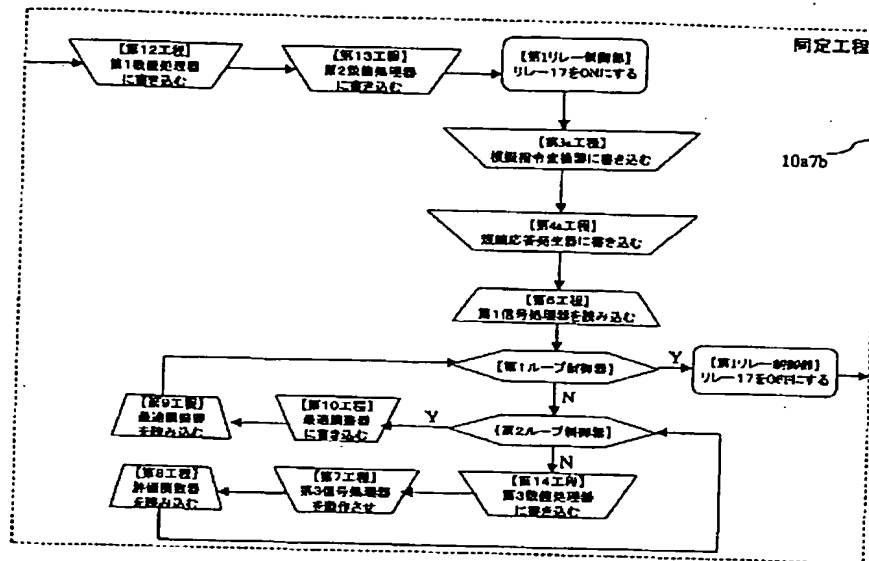 同定工程
【第12工程】
第1数値処理器
に書き込む
【第13工程】
第2数値処理器
に書き込む
【第1リレー制御部】
リレー17をONにする
10a7b
【第3a工程】
模擬指令変換器に書き込む
【第4a工程】
規範応答発生器に書き込む
【第6工程】
第1信号処理器を読み込む
【第1ループ制御器】
Y
【第1リレー制御部】
リレー17をOFFにする
N
【第2ループ制御器】
Y
【第10工程】
最適調整器
に書き込む
【第9工程】
最適調整器
を読み込む
N
【第14工程】
第3数値処理器
に書き込む
【第7工程】
第3信号処理器
を動作させ
【第8工程】
評価関数器
を読み込む